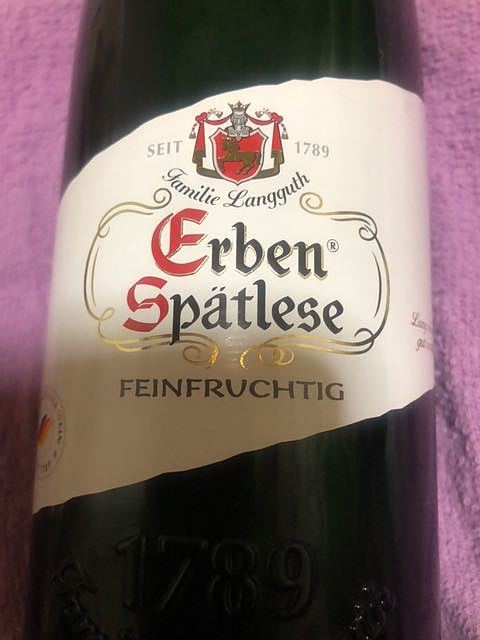 SEIT 1789
Familie Langguth
Erben®
Spätlese
FEINFRUCHTIG
1789